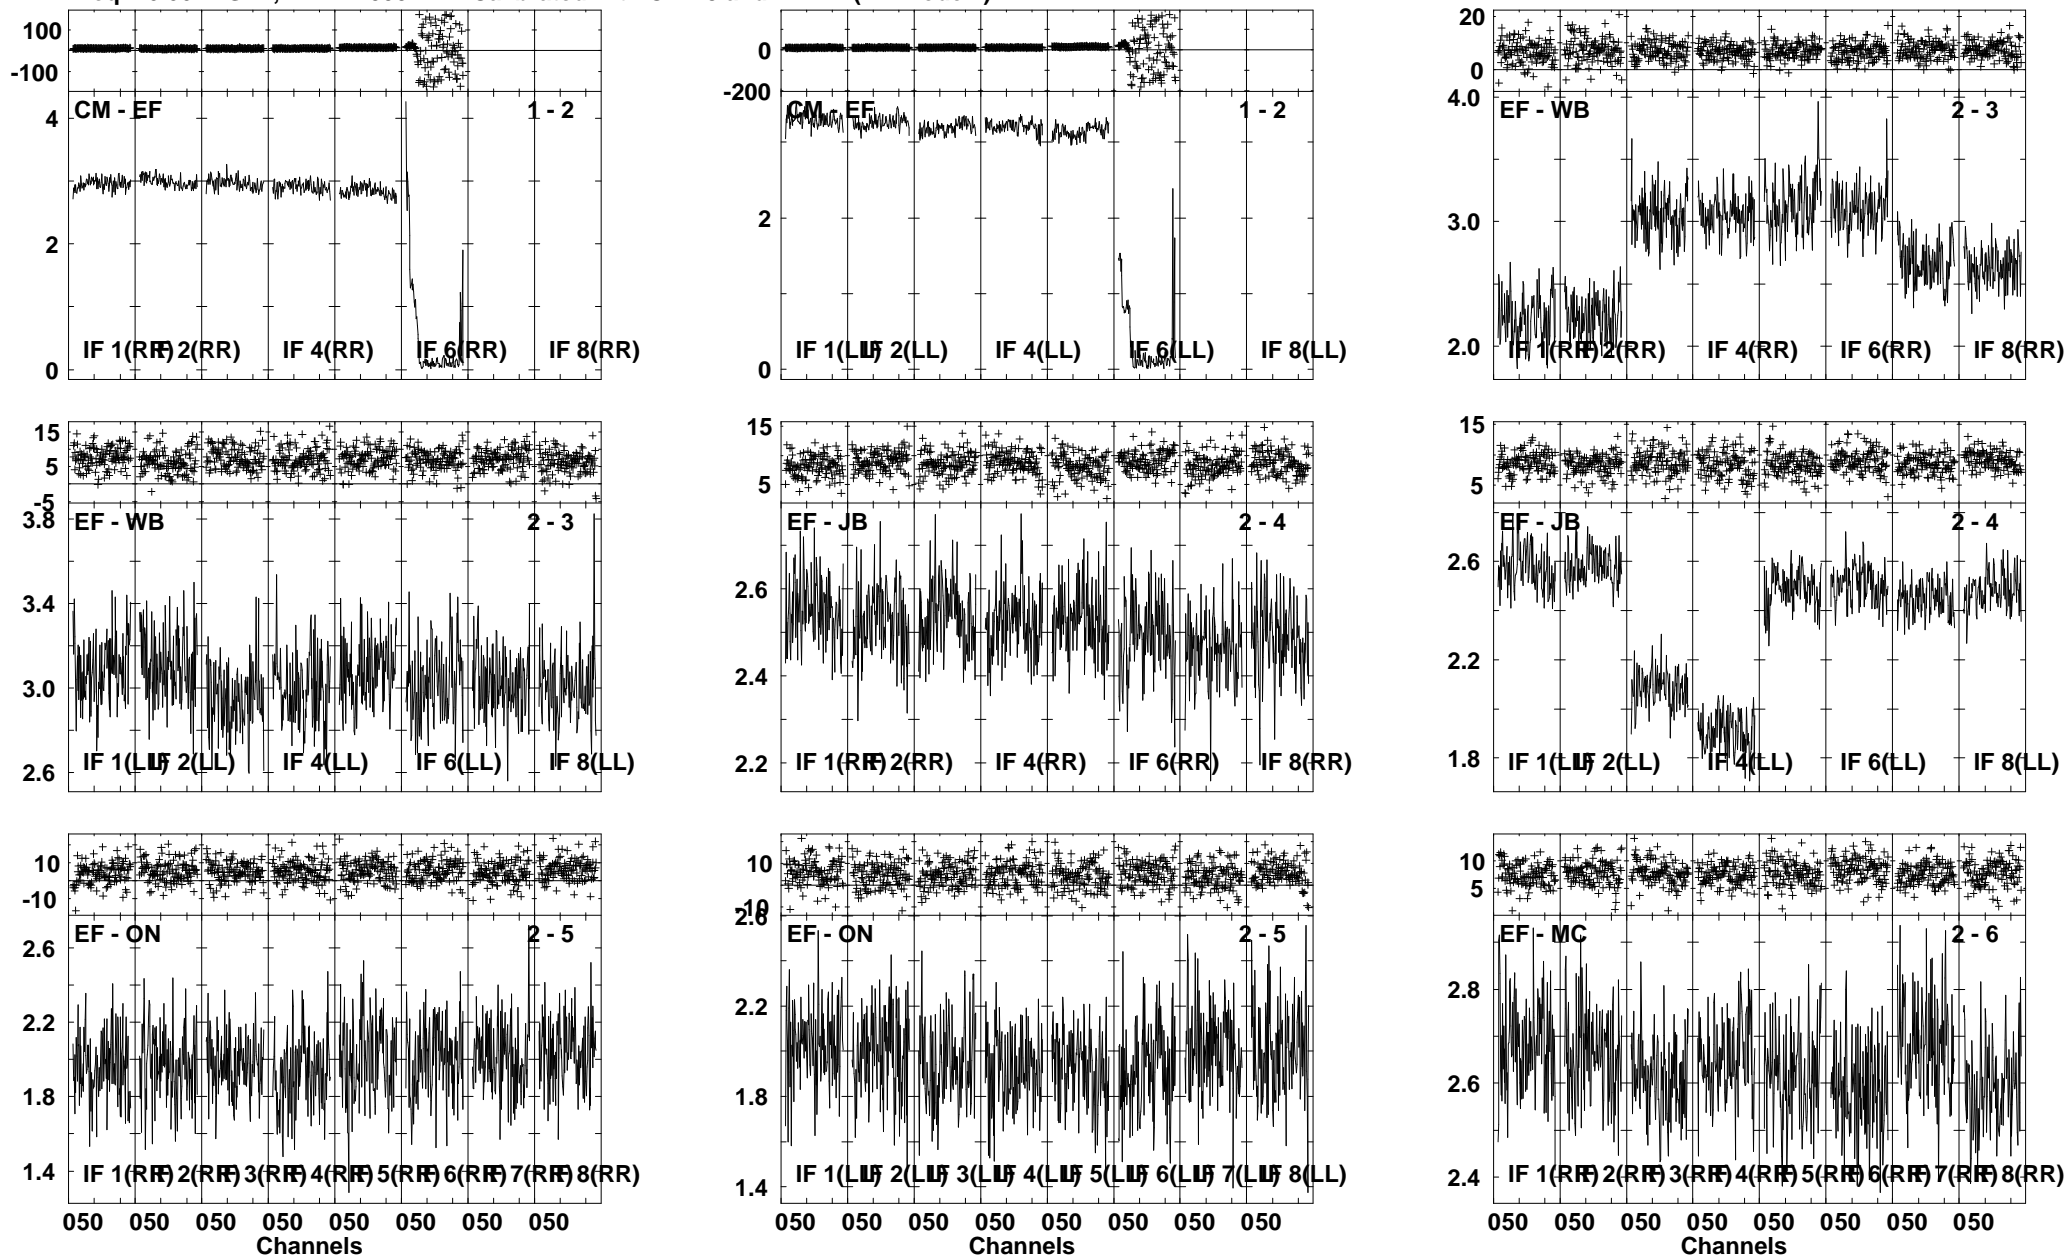 100
-100
CM - EF 1 - 2
4
2
0
IF 1(RR) IF 2(RR) IF 4(RR) IF 6(RR) IF 8(RR)
0
-200
CM - EF 1 - 2
2
0
IF 1(LL) IF 2(LL) IF 4(LL) IF 6(LL) IF 8(LL)
20
0
4.0
EF - WB 2 - 3
3.0
2.0
IF 1(RR) IF 2(RR) IF 4(RR) IF 6(RR) IF 8(RR)
15
5
-5
3.8
EF - WB 2 - 3
3.4
3.0
2.6
IF 1(LL) IF 2(LL) IF 4(LL) IF 6(LL) IF 8(LL)
15
5
EF - JB 2 - 4
2.6
2.4
2.2
IF 1(RR) IF 2(RR) IF 4(RR) IF 6(RR) IF 8(RR)
15
5
EF - JB 2 - 4
2.6
2.2
1.8
IF 1(LL) IF 2(LL) IF 4(LL) IF 6(LL) IF 8(LL)
10
-10
EF - ON 2 - 5
2.6
2.2
1.8
1.4
IF 1(RR) IF 2(RR) IF 3(RR) IF 4(RR) IF 5(RR) IF 6(RR) IF 7(RR) IF 8(RR)
050 050 050 050 050 050 050 050
Channels
10
-10
2.6
EF - ON 2 - 5
2.2
1.8
1.4
IF 1(LL) IF 2(LL) IF 3(LL) IF 4(LL) IF 5(LL) IF 6(LL) IF 7(LL) IF 8(LL)
050 050 050 050 050 050 050 050
Channels
10
5
EF - MC 2 - 6
2.8
2.6
2.4
IF 1(RR) IF 2(RR) IF 3(RR) IF 4(RR) IF 5(RR) IF 6(RR) IF 7(RR) IF 8(RR)
050 050 050 050 050 050 050 050
Channels